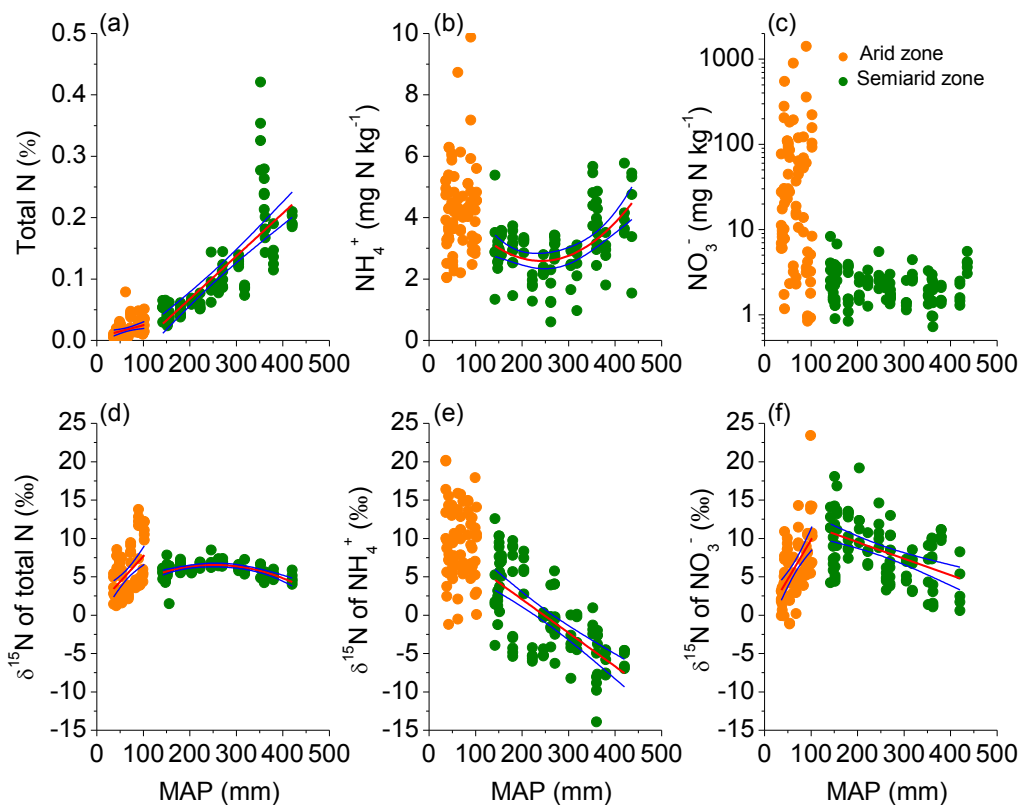 (a)
(b)
(c)
Total N (%)
0.5
0.4
0.3
0.2
0.1
0.0
0 100 200 300 400 500
NH₄⁺ (mg N kg⁻¹)
10
8
6
4
2
0
0 100 200 300 400 500
NO₃⁻ (mg N kg⁻¹)
1000
100
10
1
0 100 200 300 400 500
Arid zone
Semiarid zone
(d)
(e)
(f)
δ¹⁵N of total N (‰)
25
20
15
10
5
0
-5
-10
-15
0 100 200 300 400 500
MAP (mm)
δ¹⁵N of NH₄⁺ (‰)
25
20
15
10
5
0
-5
-10
-15
0 100 200 300 400 500
MAP (mm)
δ¹⁵N of NO₃⁻ (‰)
25
20
15
10
5
0
-5
-10
-15
0 100 200 300 400 500
MAP (mm)